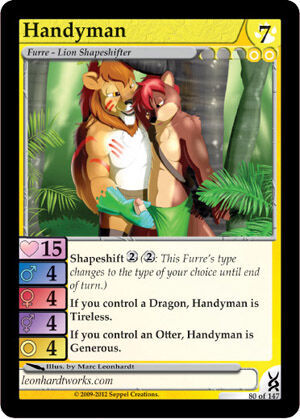 Handyman
7
Furre - Lion Shapeshifter
15
4
4
4
4
Shapeshift ② ②: (This Furre's type
changes to the type of your choice until end
of turn.)
If you control a Dragon, Handyman is
Tireless.
If you control an Otter, Handyman is
Generous.
Illus. by Marc Leonhardt
leonhardtworks.com
80 of 147
© 2009-2012 Seppel Creations.